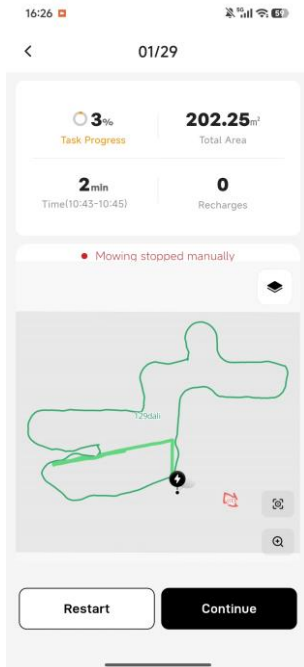 16:26
5G
01/29
3%
202.25m²
Task Progress
Total Area
2min
0
Time(10:43-10:45)
Recharges
Mowing stopped manually
129dali
Restart
Continue